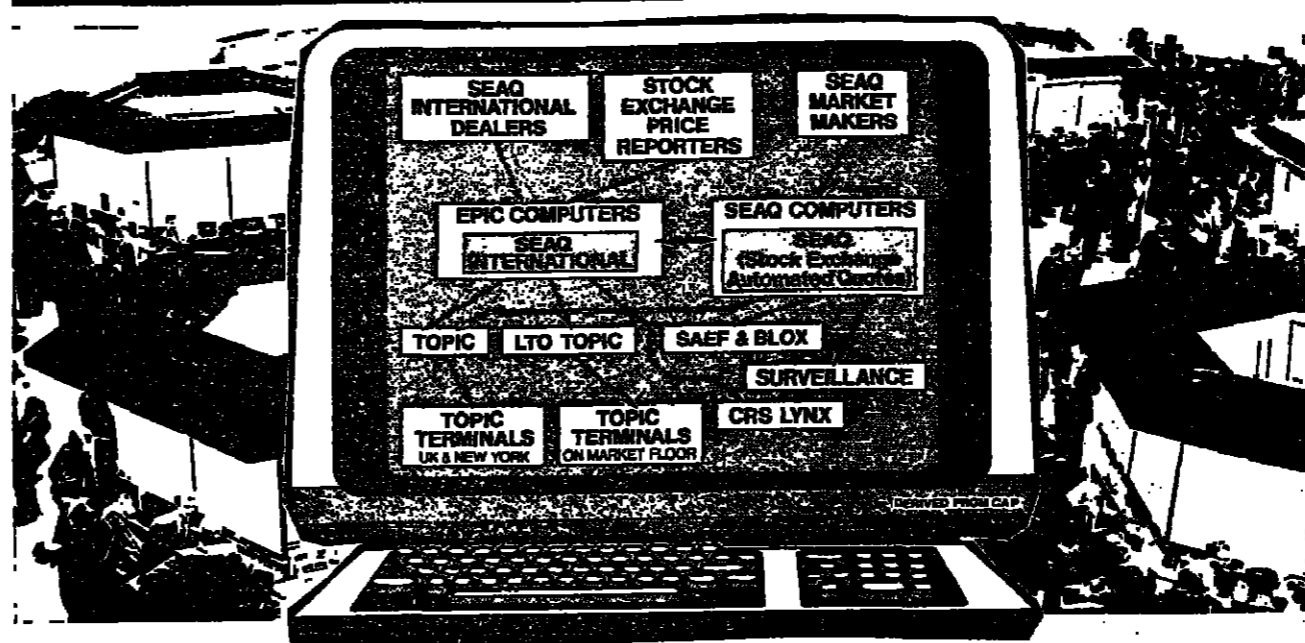 SEAQ
INTERNATIONAL
DEALERS
STOCK
EXCHANGE
PRICE
REPORTERS
SEAQ
MARKET
MAKERS
EPIC COMPUTERS
SEAQ
INTERNATIONAL
SEAQ COMPUTERS
SEAQ
(Stock Exchange
Automated Quotes)
TOPIC
LTO TOPIC
SAEF & BLOX
SURVEILLANCE
TOPIC
TERMINALS
UK & NEW YORK
TOPIC
TERMINALS
ON MARKET FLOOR
CRS LYNX
DERIVED FROM CAP